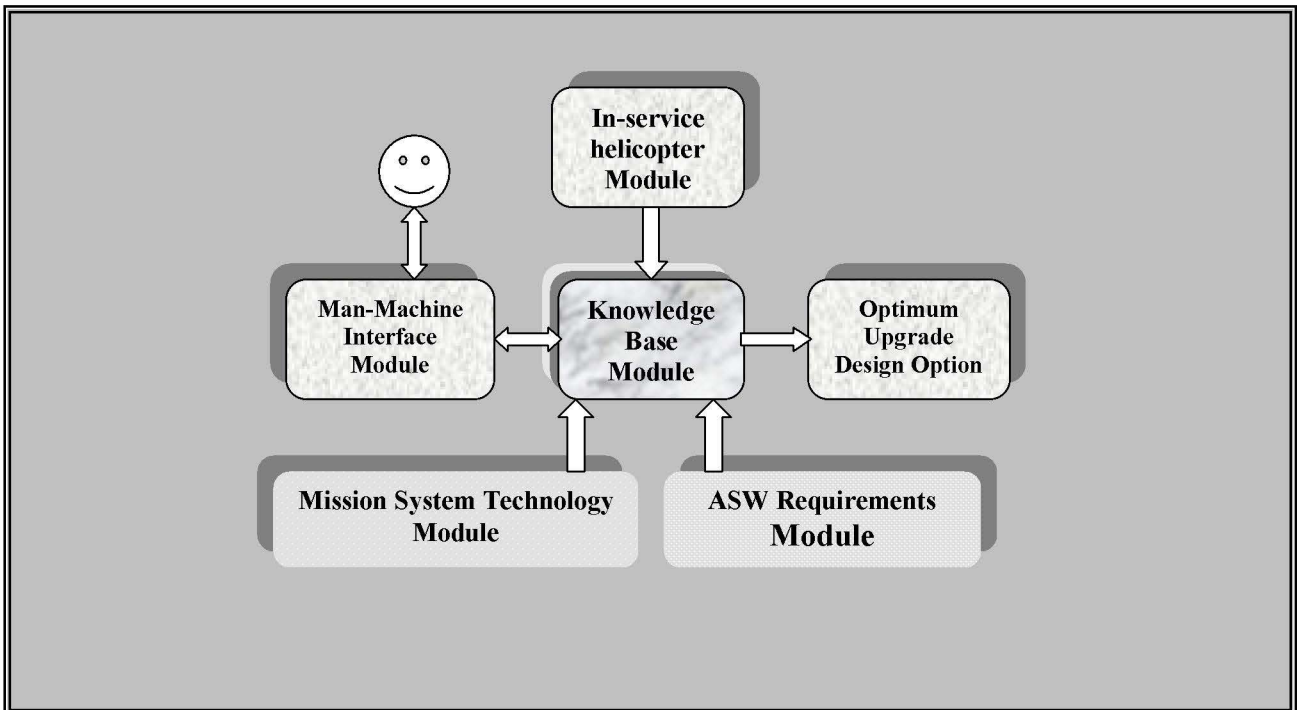 In-service
helicopter
Module
Man-Machine
Interface
Module
Knowledge
Base
Module
Optimum
Upgrade
Design Option
Mission System Technology
Module
ASW Requirements
Module